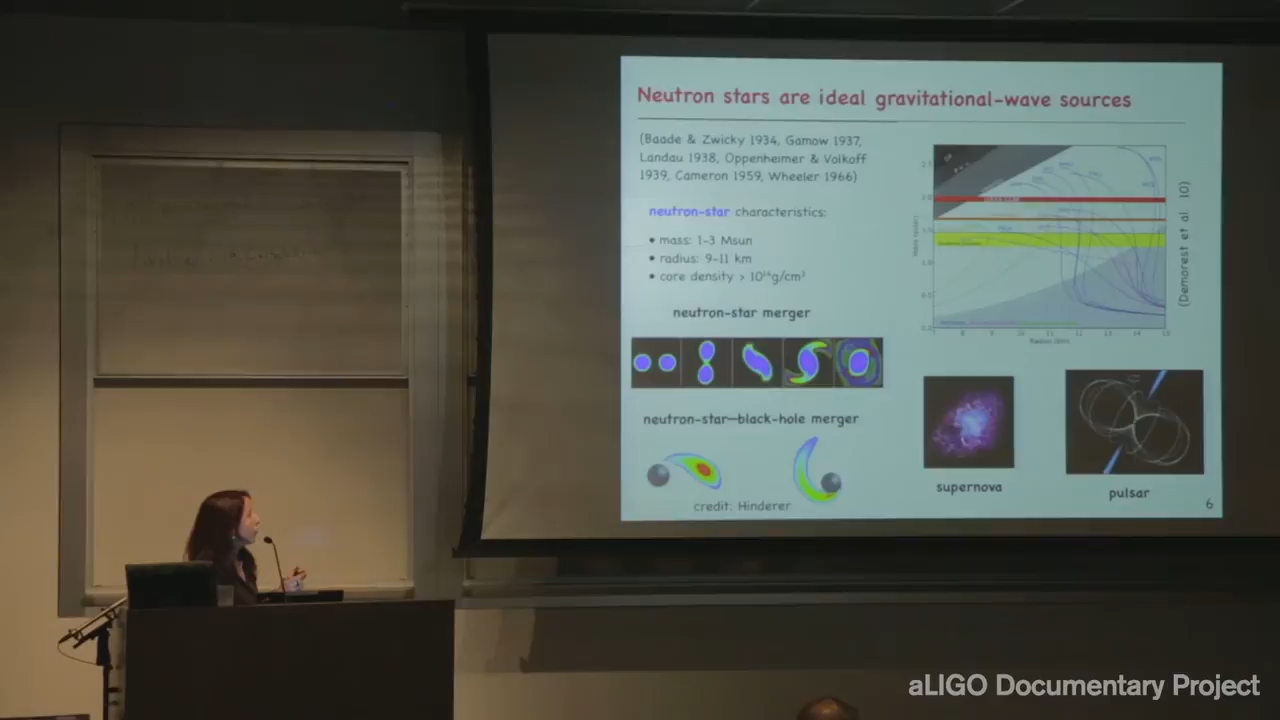 Neutron stars are ideal gravitational-wave sources
(Baade & Zwicky 1934, Gamow 1937,
Landau 1938, Oppenheimer & Volkoff
1939, Cameron 1959, Wheeler 1966)
neutron-star characteristics:
• mass: 1-3 Msun
• radius: 9-11 km
• core density > 10¹⁴g/cm³
neutron-star merger
neutron-star—black-hole merger
credit: Hinderer
(Demorest et al. 10)
supernova
pulsar
6
aLIGO Documentary Project